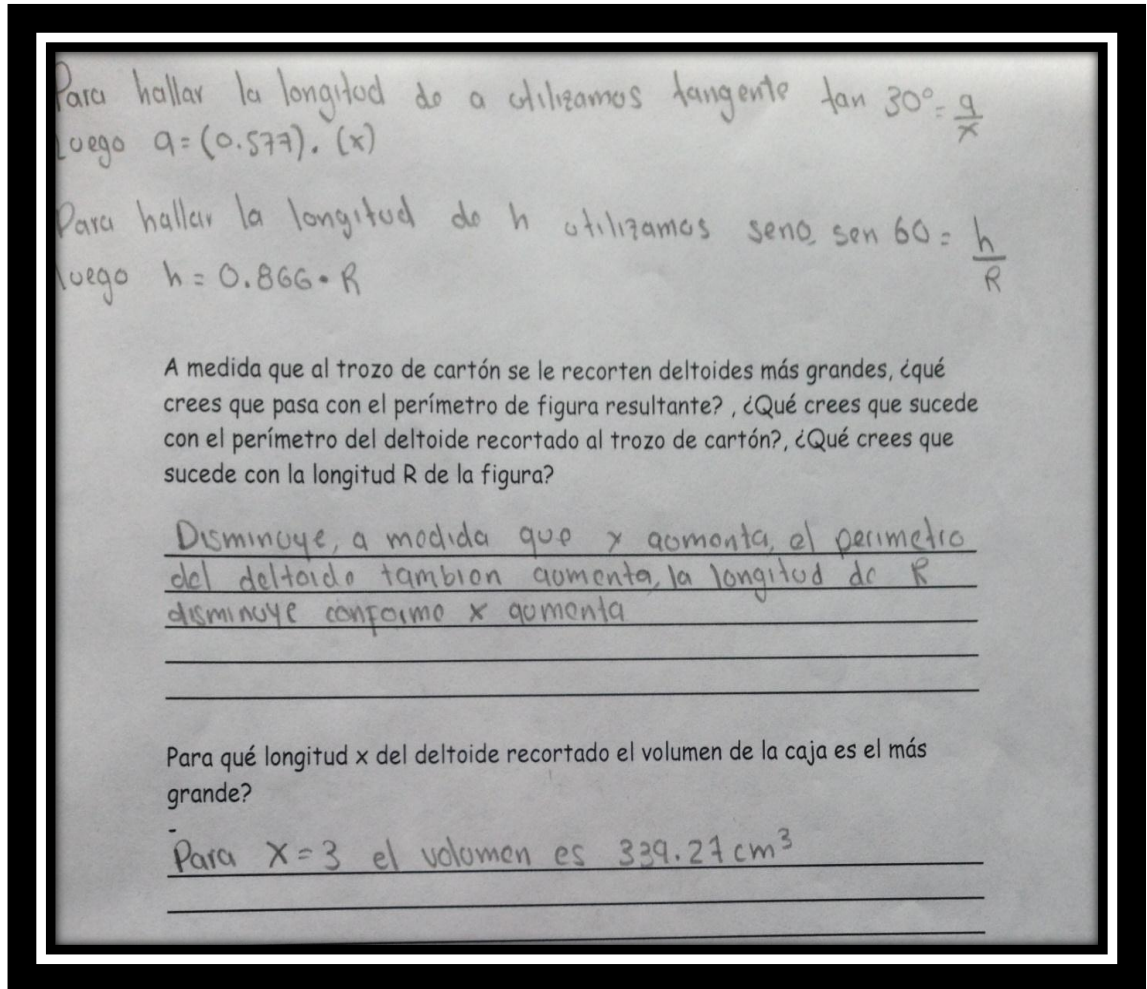 Para hallar la longitud de a utilizamos tangente tan 30° = a/x
Luego a = (0.577). (x)
Para hallar la longitud de h utilizamos seno sen 60 = h/R
luego h = 0.866 • R
A medida que al trozo de cartón se le recorten deltoides más grandes, ¿qué
crees que pasa con el perímetro de figura resultante? , ¿Qué crees que sucede
con el perímetro del deltoide recortado al trozo de cartón?, ¿Qué crees que
sucede con la longitud R de la figura?
Disminuye, a medida que x aumenta, el perimetro
del deltoide tambien aumenta, la longitud de R
disminuye conforme x aumenta
Para qué longitud x del deltoide recortado el volumen de la caja es el más
grande?
-
Para x = 3 el volumen es 339.27 cm³